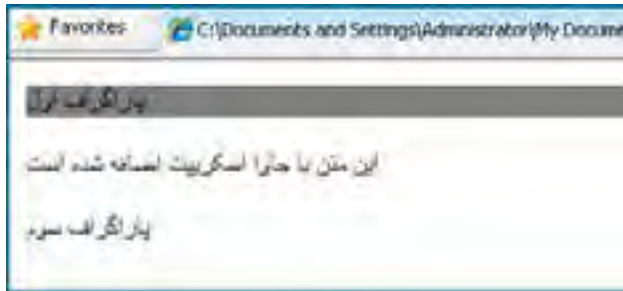 Favorites C:\Documents and Settings\Administrator\My Docume
پاراگراف اول
این متن با جاوا اسکریپت اضافه شده است
پاراگراف سوم